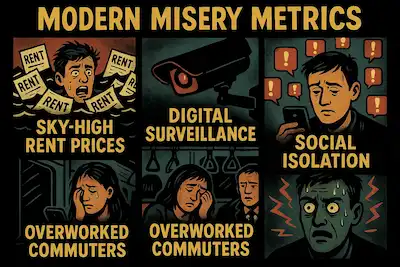 MODERN MISERY METRICS
RENT
RENT
RENT
RENT
RENT
SKY-HIGH
RENT PRICES
DIGITAL
SURVEILLANCE
SOCIAL
ISOLATION
OVERWORKED
COMMUTERS
OVERWORKED
COMMUTERS